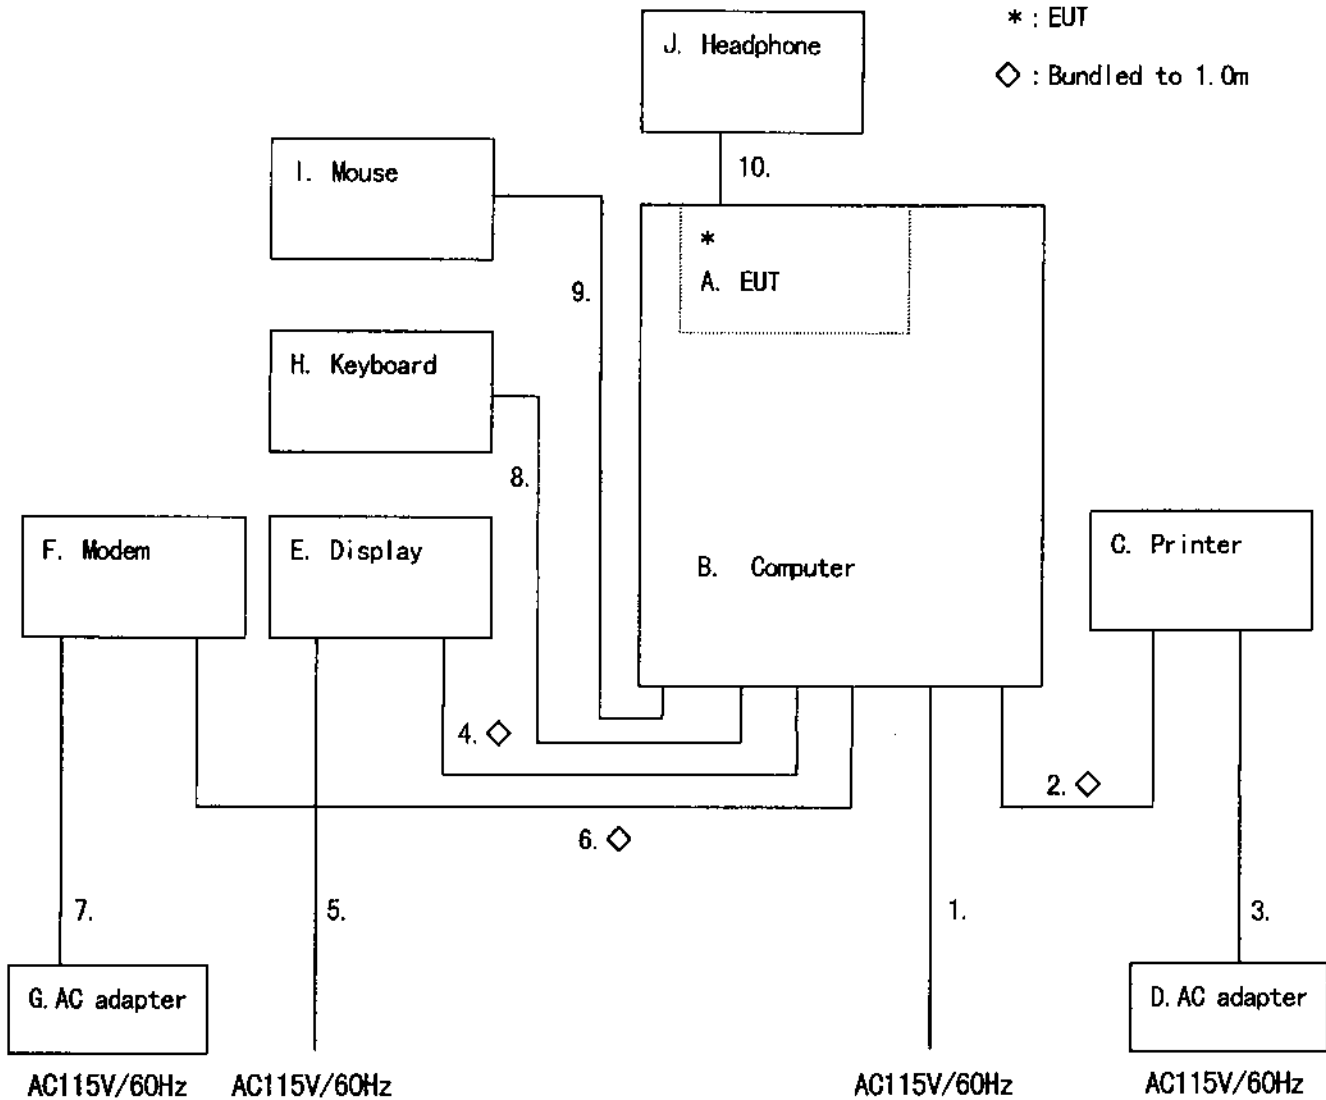 * : EUT
◇ : Bundled to 1.0m
J. Headphone
10.
I. Mouse
9.
*
A. EUT
H. Keyboard
8.
F. Modem
E. Display
B. Computer
C. Printer
4. ◇
2. ◇
6. ◇
7.
5.
1.
3.
G. AC adapter
D. AC adapter
AC115V/60Hz
AC115V/60Hz
AC115V/60Hz
AC115V/60Hz